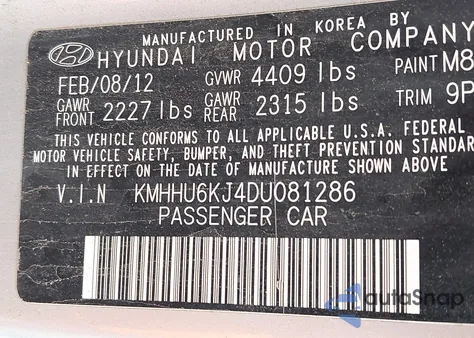 MANUFACTURED IN KOREA BY
HYUNDAI MOTOR COMPANY
FEB/08/12 GVWR 4409 lbs PAINT M8
GAWR FRONT 2227 lbs GAWR REAR 2315 lbs TRIM 9P
THIS VEHICLE CONFORMS TO ALL APPLICABLE U.S.A. FEDERAL
MOTOR VEHICLE SAFETY, BUMPER, AND THEFT PREVENTION STANDAR
IN EFFECT ON THE DATE OF MANUFACTURE SHOWN ABOVE
V.I.N KMHHU6KJ4DU081286
PASSENGER CAR
autoSnap